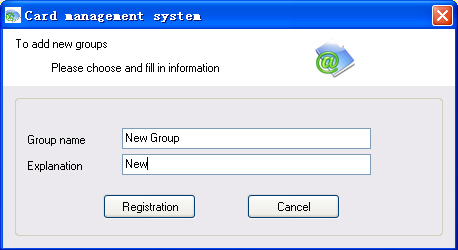 Card management system
To add new groups
Please choose and fill in information
Group name
New Group
Explanation
New
Registration
Cancel